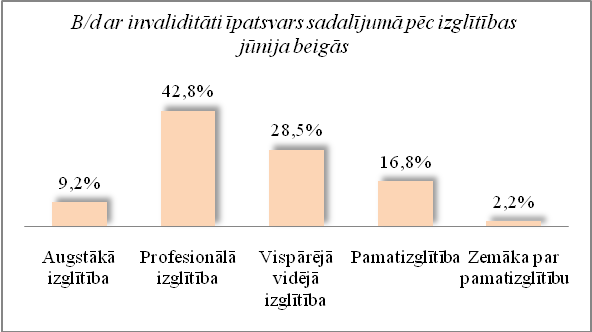 B/d ar invaliditāti īpatsvars sadalījumā pēc izglītības
jūnija beigās
9,2%
42,8%
28,5%
16,8%
2,2%
Augstākā
izglītība
Profesionālā
izglītība
Vispārējā
vidējā
izglītība
Pamatizglītība
Zemāka par
pamatizglītību